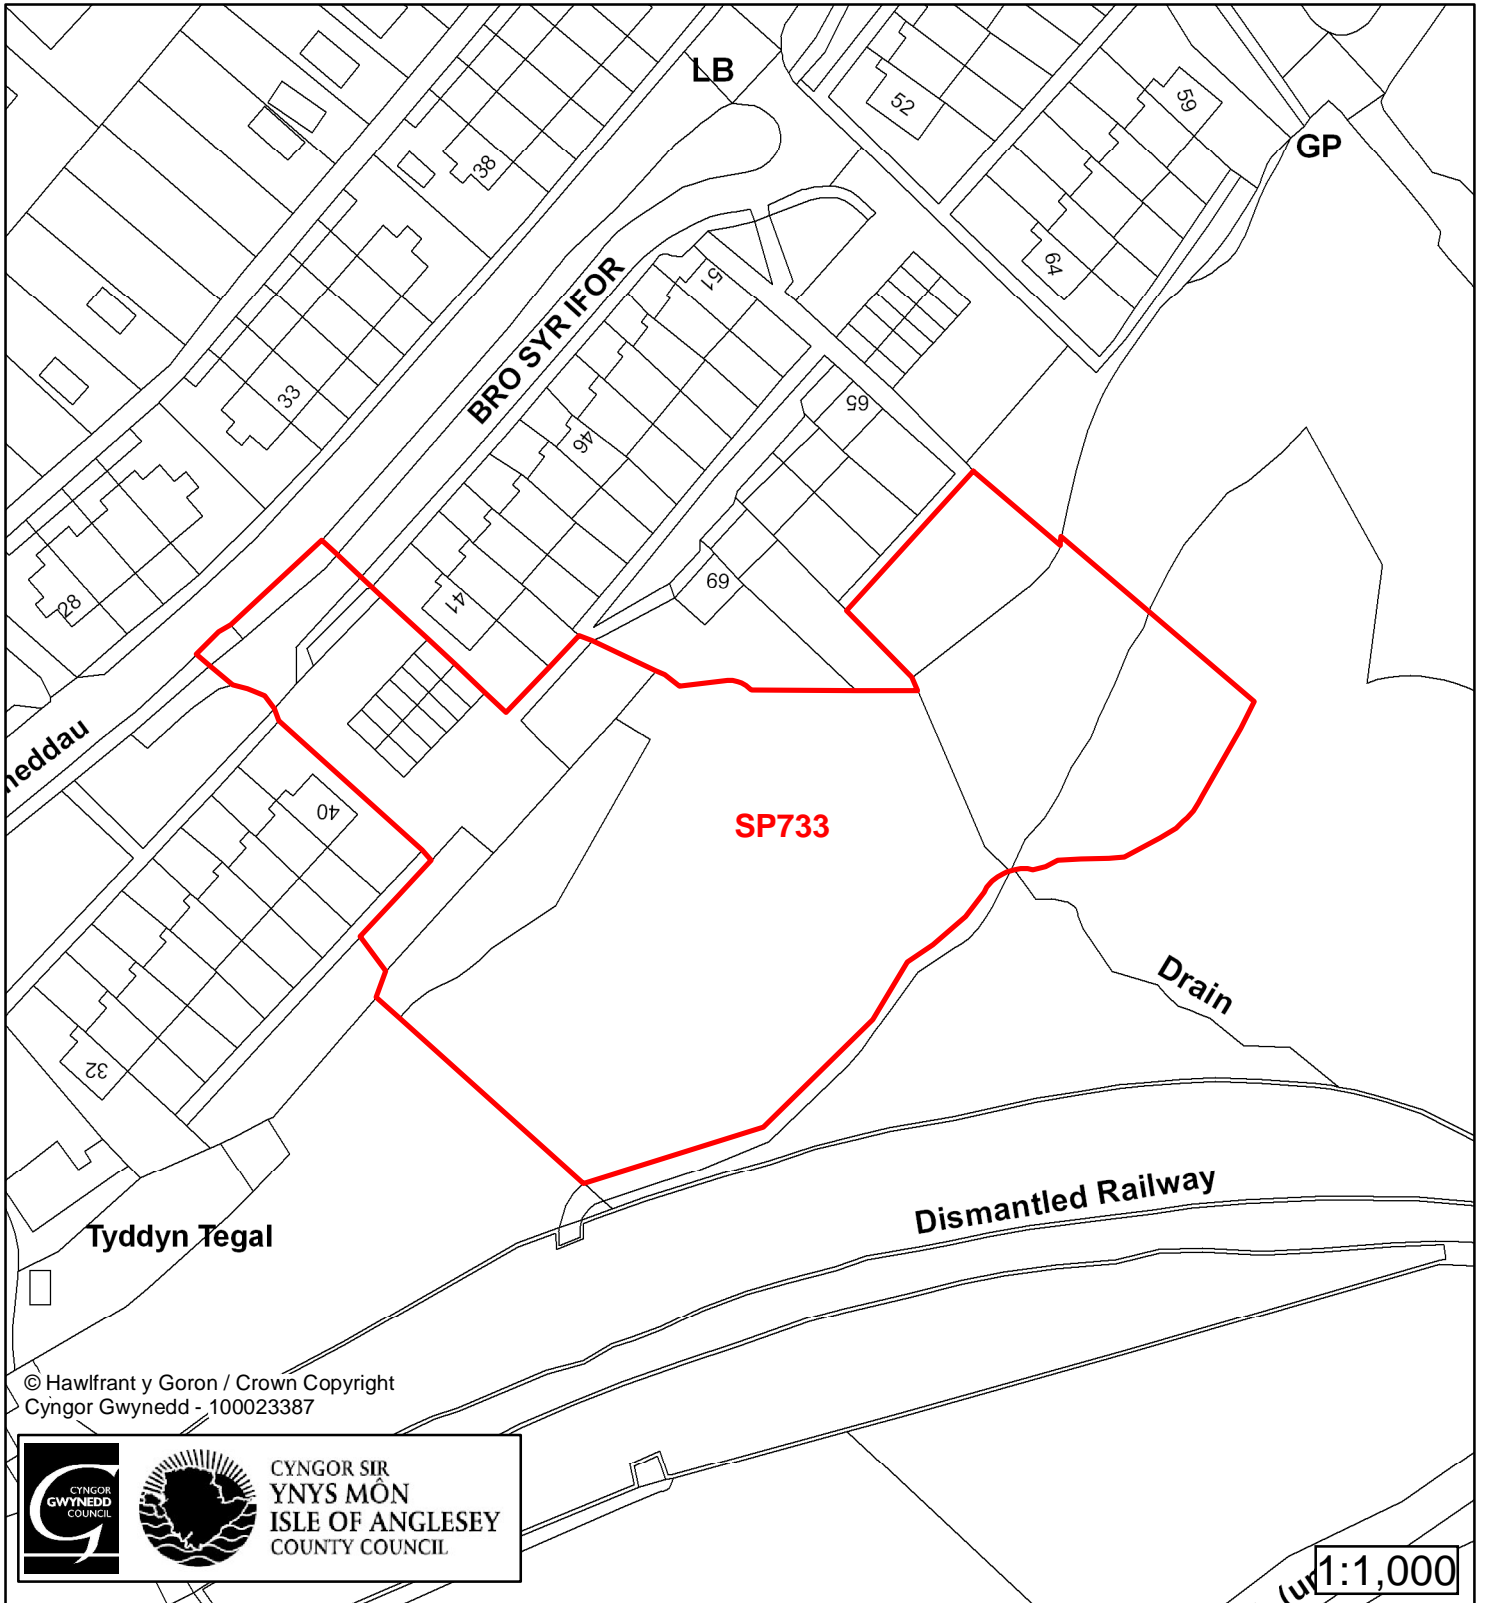 LB
52
59
GP
38
64
51
BRO SYR IFOR
33
65
46
69
41
28
SP733
40
Drain
32
Dismantled Railway
Tyddyn Tegal
© Hawlfrant y Goron / Crown Copyright
Cyngor Gwynedd - 100023387
CYNGOR
GWYNEDD
COUNCIL
CYNGOR SIR
YNYS MÔN
ISLE OF ANGLESEY
COUNTY COUNCIL
1:1,000